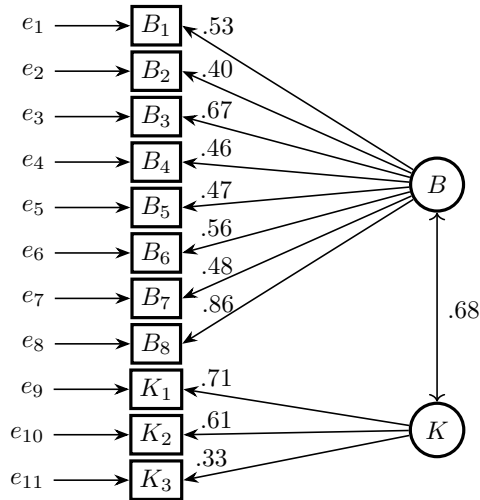 e₁ B₁ .53
e₂ B₂ .40
e₃ B₃ .67
e₄ B₄ .46
B
e₅ B₅ .47
e₆ B₆ .56
e₇ B₇ .48
e₈ B₈ .86
.68
e₉ K₁ .71
e₁₀ K₂ .61
K
e₁₁ K₃ .33